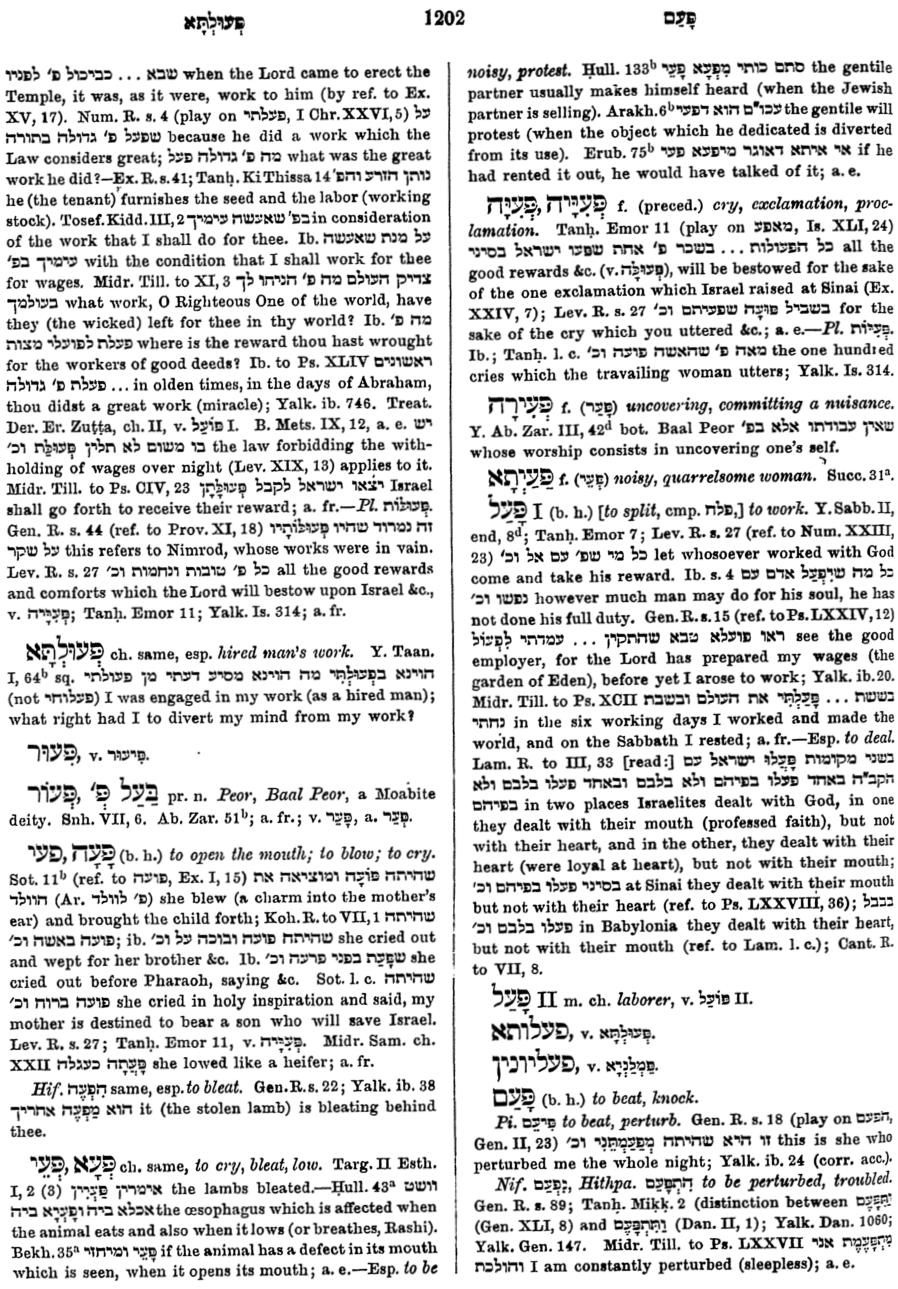 פְּעוּלְתָּא
1202
פָּעַם
שבא ... כביכול פ' לפניו when the Lord came to erect the
Temple, it was, as it were, work to him (by ref. to Ex.
XV, 17). Num. R. s. 4 (play on פעלתי, I Chr. XXVI, 5) על
שפעל פ' גדולה בתורה because he did a work which the
Law considers great; מה פ' גדולה פעל what was the great
work he did?—Ex. R. s. 41; Tanḥ. Ki Thissa 14 נותן הזרע והפ'
he (the tenant) furnishes the seed and the labor (working
stock). Tosef. Kidd. III, 2 בפ' שאעשה עימיך in consideration
of the work that I shall do for thee. Ib. על מנת שאעשה
עימיך בפ' with the condition that I shall work for thee
for wages. Midr. Till. to XI, 3 צדיק העולם מה פ' הניחו לך
בעולמך what work, O Righteous One of the world, have
they (the wicked) left for thee in thy world? Ib. מה פ'
פעלת לפועלי מצות where is the reward thou hast wrought
for the workers of good deeds? Ib. to Ps. XLIV ראשונים
פעלת פ' גדולה ... in olden times, in the days of Abraham,
thou didst a great work (miracle); Yalk. ib. 746. Treat.
Der. Er. Zuṭṭa, ch. II, v. פּוֹעֵל I. B. Mets. IX, 12, a. e. יש
בו משום לא תלין פְּעוּלַּת וכ' the law forbidding the with-
holding of wages over night (Lev. XIX, 13) applies to it.
Midr. Till. to Ps. CIV, 23 יצאו ישראל לקבל פְּעוּלָּתָן Israel
shall go forth to receive their reward; a. fr.—Pl. פְּעוּלּוֹת.
Gen. R. s. 44 (ref. to Prov. XI, 18) זה נמרוד שהיו פְּעוּלּוֹתָיו
על שקר this refers to Nimrod, whose works were in vain.
Lev. R. s. 27 כל פ' טובות ונחמות וכ' all the good rewards
and comforts which the Lord will bestow upon Israel &c.,
v. פְּעִיָּיה; Tanḥ. Emor 11; Yalk. Is. 314; a. fr.
פְּעוּלְתָּא ch. same, esp. hired man's work. Y. Taan.
I, 64b sq. הוינא בפְעוּלְתִּי מה הוינא מסיע דעתי מן פעולתי
(not פעלוחי) I was engaged in my work (as a hired man);
what right had I to divert my mind from my work?
פִּעוּר, v. פִּיעוּר.
פְּעוֹר, בַּעַל פְּ' pr. n. Peor, Baal Peor, a Moabite
deity. Snh. VII, 6. Ab. Zar. 51b; a. fr.; v. פָּעַר, a. פְּעַר.
פָּעָה, פעי (b. h.) to open the mouth; to blow; to cry.
Sot. 11b (ref. to פועה, Ex. I, 15) שהיתה פּוֹעָה ומוציאה את
הוולד (Ar. פ' לוולד) she blew (a charm into the mother's
ear) and brought the child forth; Koh. R. to VII, 1 שהיתה
פועה באשה וכ'; ib. שהיתה פועה ובוכה על וכ' she cried out
and wept for her brother &c. Ib. שפָּעַת בפני פרעה וכ' she
cried out before Pharaoh, saying &c. Sot. l. c. שהיתה
פועה ברוח וכ' she cried in holy inspiration and said, my
mother is destined to bear a son who will save Israel.
Lev. R. s. 27; Tanḥ. Emor 11, v. פְּעִיָּיה. Midr. Sam. ch.
XXII פָּעֲתָה כעגלה she lowed like a heifer; a. fr.
Hif. הִפְעָה same, esp. to bleat. Gen. R. s. 22; Yalk. ib. 38
הוא מַפְעֶה אחריך it (the stolen lamb) is bleating behind
thee.
פְּעָא, פְּעֵי ch. same, to cry, bleat, low. Targ. II Esth.
I, 2 (3) אימרין פַּעְיָין the lambs bleated.—Ḥull. 43a וושט
אכלא ביה ופָעְיָא ביה the œsophagus which is affected when
the animal eats and also when it lows (or breathes, Rashi).
Bekh. 35a פָּעֵי ומיחזי if the animal has a defect in its mouth
which is seen, when it opens its mouth; a. e.—Esp. to be
noisy, protest. Ḥull. 133b סתם כותי מִפְעָא פָּעֵי the gentile
partner usually makes himself heard (when the Jewish
partner is selling). Arakh. 6b עכו"ם הוא דפעי the gentile will
protest (when the object which he dedicated is diverted
from its use). Erub. 75b אי איתא דאוגר מיפעא פעי if he
had rented it out, he would have talked of it; a. e.
פְּעִיָּיה, פְּעִיָּה f. (preced.) cry, exclamation, proc-
lamation. Tanḥ. Emor 11 (play on מאפע, Is. XLI, 24)
כל הפעולות ... בשכר פ' אחת שפעו ישראל בסיני all the
good rewards &c. (v. פְּעוּלָּה), will be bestowed for the sake
of the one exclamation which Israel raised at Sinai (Ex.
XXIV, 7); Lev. R. s. 27 בשביל פּוֹעָה שפעיתם וכ' for the
sake of the cry which you uttered &c.; a. e.—Pl. פְּעִיּוֹת.
Ib.; Tanḥ. l. c. מאה פ' שהאשה פועה וכ' the one hundred
cries which the travailing woman utters; Yalk. Is. 314.
פְּעִירָה f. (פָּעַר) uncovering, committing a nuisance.
Y. Ab. Zar. III, 42d bot. Baal Peor שאין עבודתו אלא בפ'
whose worship consists in uncovering one's self.
פַּעֲיְתָא f. (פְּעֵי) noisy, quarrelsome woman. Succ. 31a.
פָּעַל I (b. h.) [to split, cmp. פלח,] to work. Y. Sabb. II,
end, 8d; Tanḥ. Emor 7; Lev. R. s. 27 (ref. to Num. XXIII,
23) כל מי שפ' עם אל וכ' let whosoever worked with God
come and take his reward. Ib. s. 4 כל מה שיִּפְעַל אדם עם
נפשו וכ' however much man may do for his soul, he has
not done his full duty. Gen. R. s. 15 (ref. to Ps. LXXIV, 12)
ראו פועלא טבא שהתקין ... עמדתי לִפְעוֹל see the good
employer, for the Lord has prepared my wages (the
garden of Eden), before yet I arose to work; Yalk. ib. 20.
Midr. Till. to Ps. XCII בששת ... פָּעַלְתִּי את העולם ובשבת
נחתי in the six working days I worked and made the
world, and on the Sabbath I rested; a. fr.—Esp. to deal.
Lam. R. to III, 33 [read:] בשני מקומות פָּעֲלוּ ישראל עם
הקב"ה באחד פעלו בפיהם ולא בלבם ובאחד פעלו בלבם ולא
בפיהם in two places Israelites dealt with God, in one
they dealt with their mouth (professed faith), but not
with their heart, and in the other, they dealt with their
heart (were loyal at heart), but not with their mouth;
בסיני פעלו בפיהם וכ' at Sinai they dealt with their mouth
but not with their heart (ref. to Ps. LXXVIII, 36); בבבל
פעלו בלבם וכ' in Babylonia they dealt with their heart,
but not with their mouth (ref. to Lam. l. c.); Cant. R.
to VII, 8.
פָּעֵל II m. ch. laborer, v. פּוֹעֵל II.
פעלותא, v. פְּעוּלְתָּא.
פעליונין, v. פַּמְלַנְיָא.
פָּעַם (b. h.) to beat, knock.
Pi. פִּיעֵם to beat, perturb. Gen. R. s. 18 (play on הפעם,
Gen. II, 23) זו היא שהיתה מְפַעַמְתַּנִי וכ' this is she who
perturbed me the whole night; Yalk. ib. 24 (corr. acc.).
Nif. נִפְעַם, Hithpa. הִתְפָּעֵם to be perturbed, troubled.
Gen. R. s. 89; Tanḥ. Miḳḳ. 2 (distinction between וַתִּפָּעֶם
(Gen. XLI, 8) and וַתִּתְפָּעֶם (Dan. II, 1); Yalk. Dan. 1060;
Yalk. Gen. 147. Midr. Till. to Ps. LXXVII מִתְפָּעֶמֶת אני
והולכת I am constantly perturbed (sleepless); a. e.